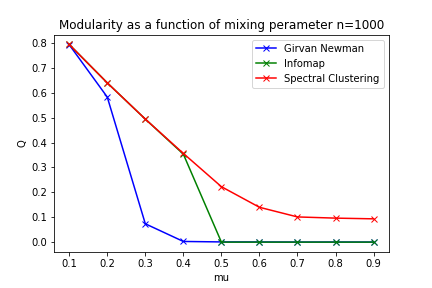 Modularity as a function of mixing perameter n=1000
Girvan Newman
Infomap
Spectral Clustering
Q
0.8
0.7
0.6
0.5
0.4
0.3
0.2
0.1
0.0
0.1 0.2 0.3 0.4 0.5 0.6 0.7 0.8 0.9
mu